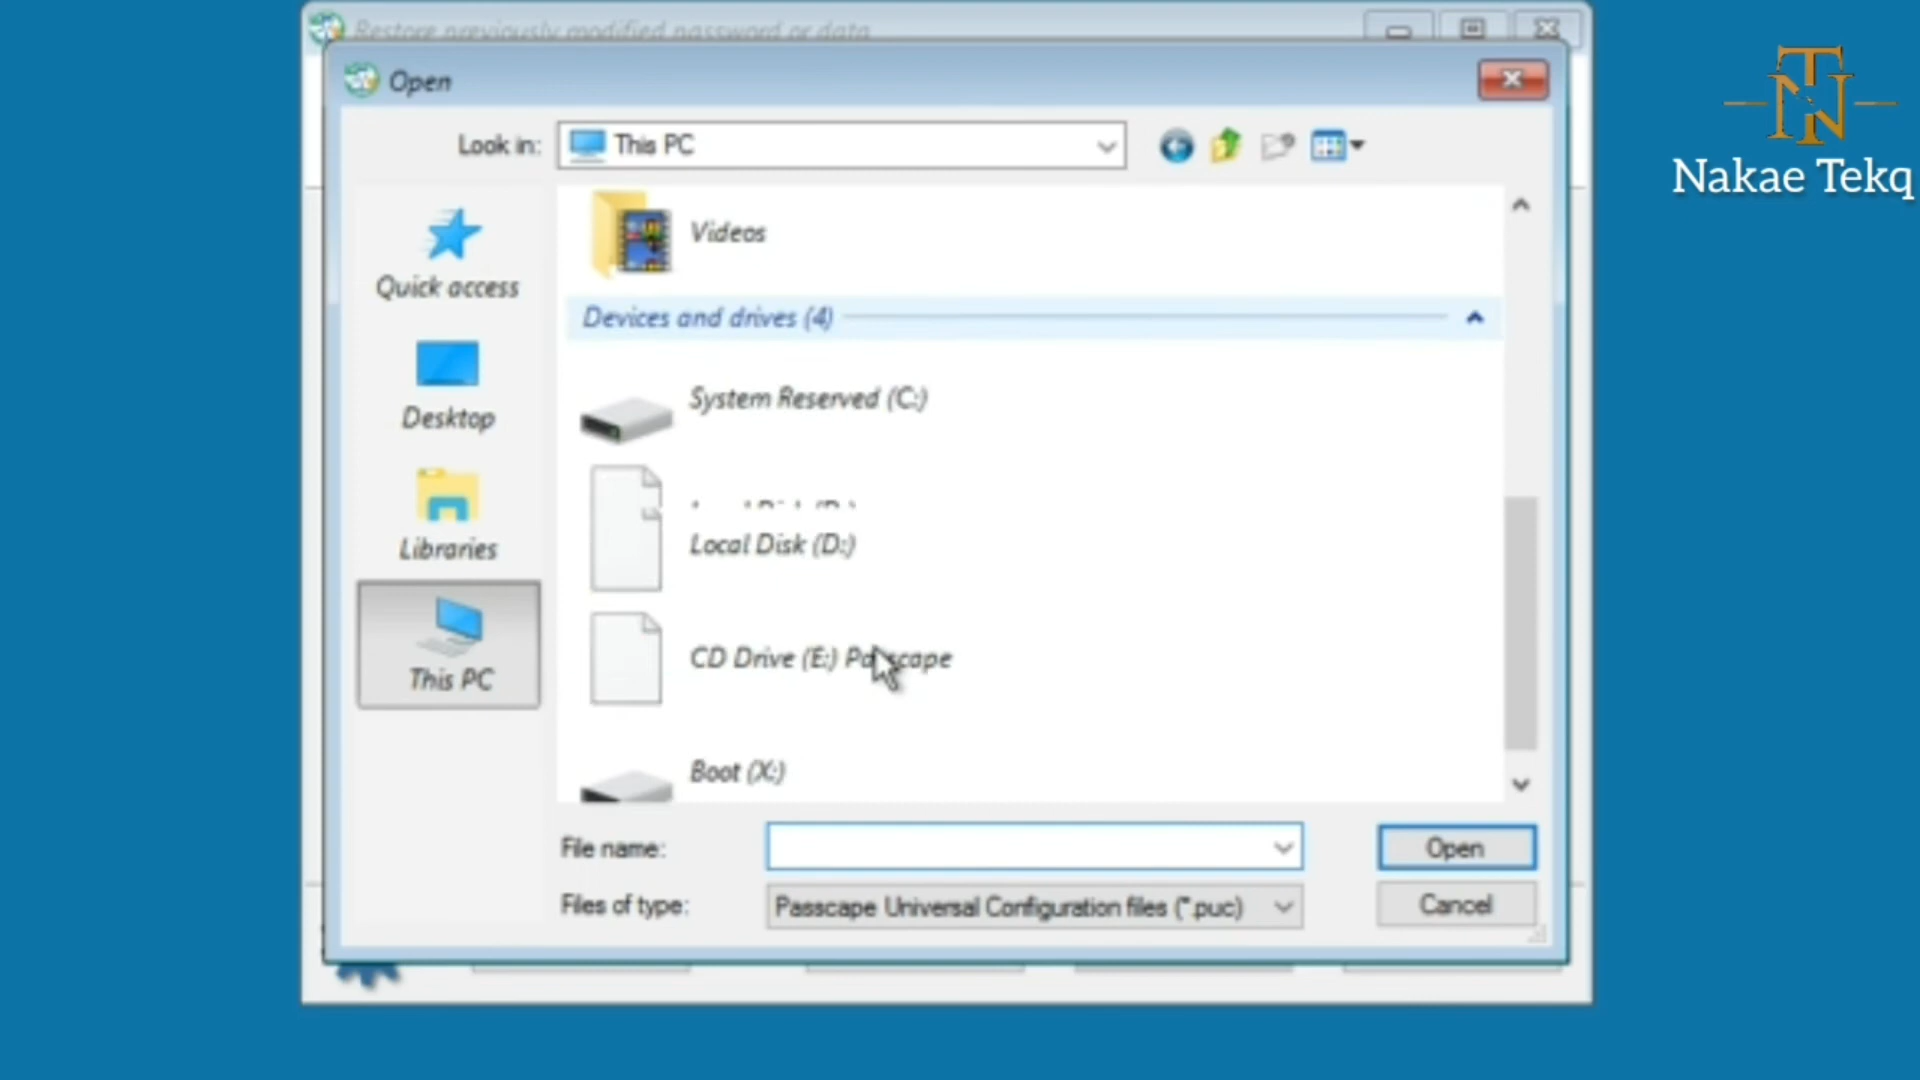 Restore previously modified password or data
Open
Look in:
This PC
Nakae Tekq
Quick access
Desktop
Libraries
This PC
Videos
Devices and drives (4)
System Reserved (C:)
Local Disk (D:)
CD Drive (E:) Passcape
Boot (X:)
File name:
Open
Files of type:
Passcape Universal Configuration files (*.puc)
Cancel